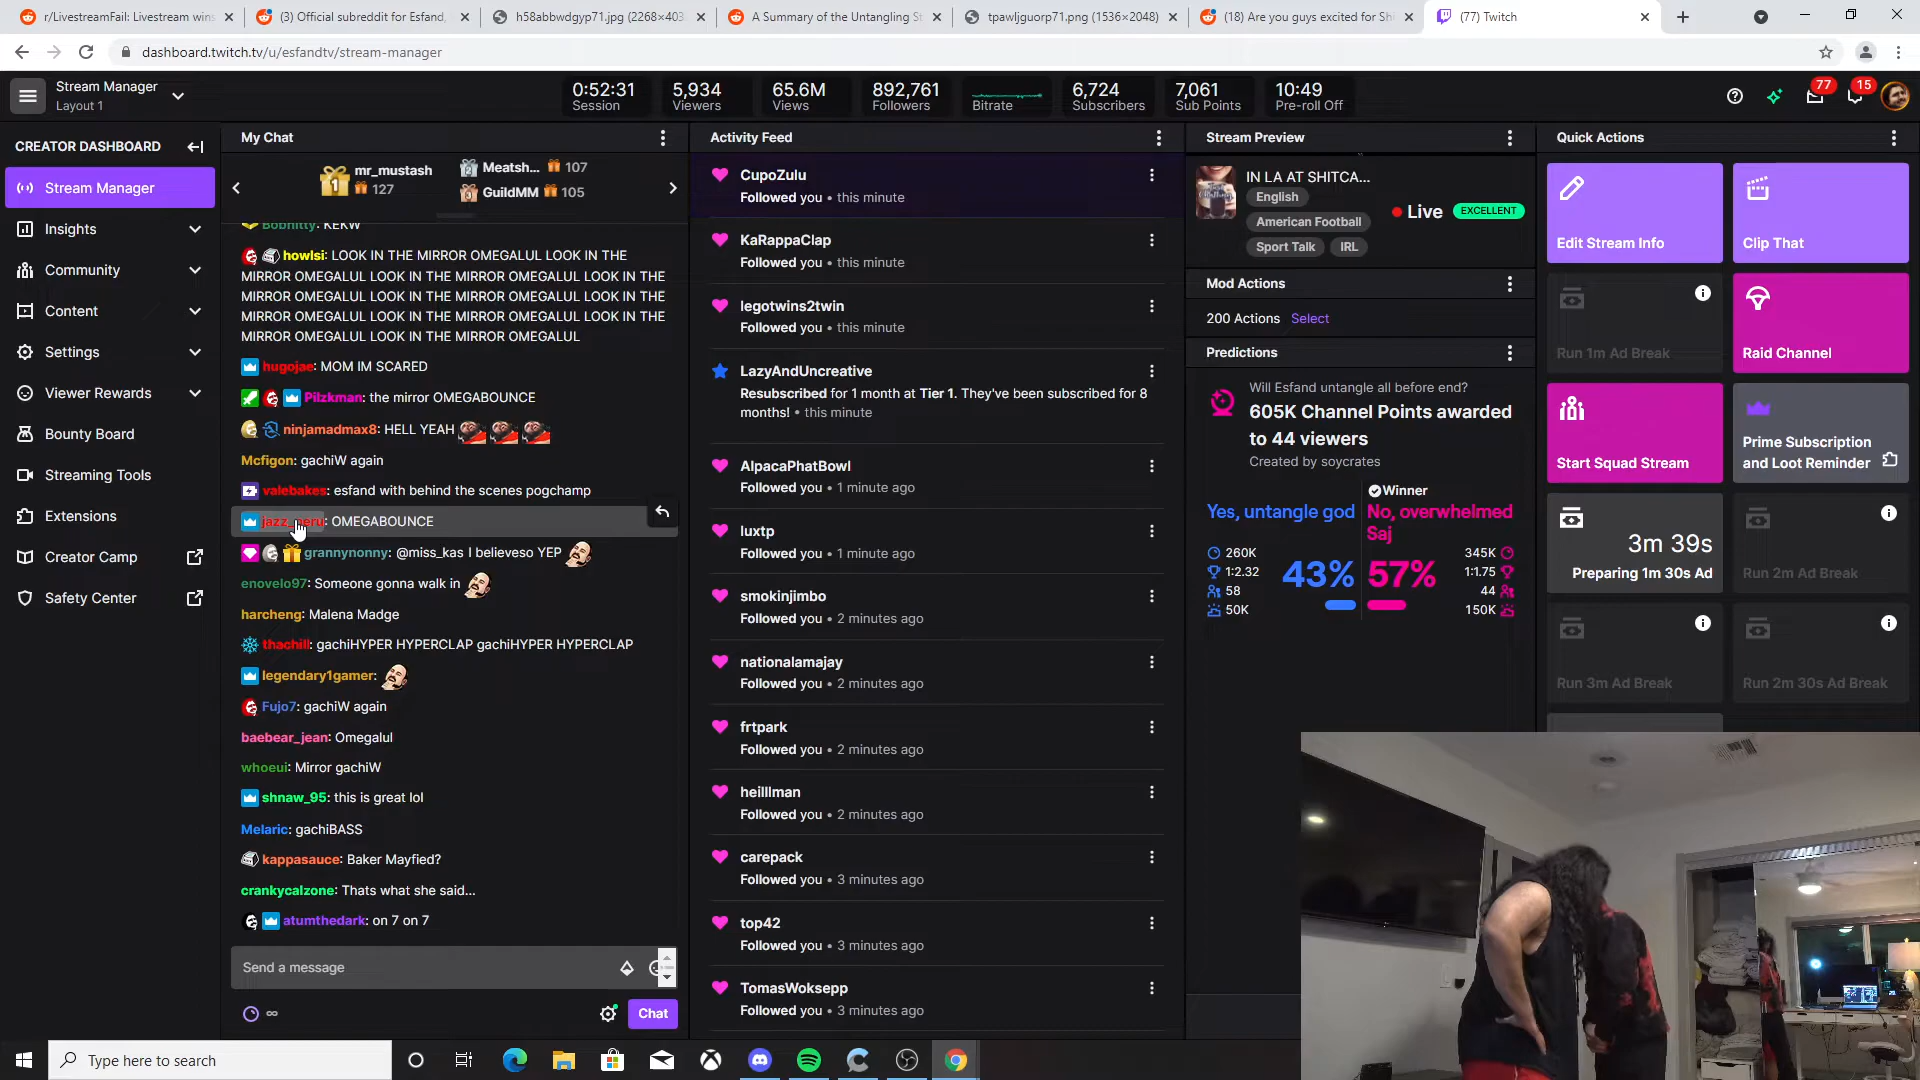 r/LivestreamFail: Livestream wins
(3) Official subreddit for Esfand,
h58abbwdgyp71.jpg (2268×403
A Summary of the Untangling St
tpawljguorp71.png (1536×2048)
(18) Are you guys excited for Shi
(77) Twitch
dashboard.twitch.tv/u/esfandtv/stream-manager
Stream Manager
Layout 1
0:52:31
Session
5,934
Viewers
65.6M
Views
892,761
Followers
Bitrate
6,724
Subscribers
7,061
Sub Points
10:49
Pre-roll Off
77
15
CREATOR DASHBOARD
Stream Manager
Insights
Community
Content
Settings
Viewer Rewards
Bounty Board
Streaming Tools
Extensions
Creator Camp
Safety Center
My Chat
1
mr_mustash
127
2
Meatsh... 107
3
GuildMM 105
Bobnitty: KEKW
howlsi: LOOK IN THE MIRROR OMEGALUL LOOK IN THE
MIRROR OMEGALUL LOOK IN THE MIRROR OMEGALUL LOOK IN THE
MIRROR OMEGALUL LOOK IN THE MIRROR OMEGALUL LOOK IN THE
MIRROR OMEGALUL LOOK IN THE MIRROR OMEGALUL LOOK IN THE
MIRROR OMEGALUL LOOK IN THE MIRROR OMEGALUL
hugojae: MOM IM SCARED
Pilzkman: the mirror OMEGABOUNCE
ninjamadmax8: HELL YEAH
Mcfigon: gachiW again
valebakes: esfand with behind the scenes pogchamp
: OMEGABOUNCE
grannynonny: @miss_kas I believeso YEP
enovelo97: Someone gonna walk in
harcheng: Malena Madge
thachill: gachiHYPER HYPERCLAP gachiHYPER HYPERCLAP
legendary1gamer:
Fujo7: gachiW again
baebear_jean: Omegalul
whoeui: Mirror gachiW
shnaw_95: this is great lol
Melaric: gachiBASS
kappasauce: Baker Mayfied?
crankycalzone: Thats what she said...
atumthedark: on 7 on 7
Send a message
Chat
Activity Feed
CupoZulu
Followed you • this minute
KaRappaClap
Followed you • this minute
legotwins2twin
Followed you • this minute
LazyAndUncreative
Resubscribed for 1 month at Tier 1. They've been subscribed for 8
months! • this minute
AlpacaPhatBowl
Followed you • 1 minute ago
luxtp
Followed you • 1 minute ago
smokinjimbo
Followed you • 2 minutes ago
nationalamajay
Followed you • 2 minutes ago
frtpark
Followed you • 2 minutes ago
heilllman
Followed you • 2 minutes ago
carepack
Followed you • 3 minutes ago
top42
Followed you • 3 minutes ago
TomasWoksepp
Followed you • 3 minutes ago
Stream Preview
IN LA AT SHITCA...
English
American Football
Sport Talk
IRL
Live
EXCELLENT
Mod Actions
200 Actions Select
Predictions
Will Esfand untangle all before end?
605K Channel Points awarded
to 44 viewers
Created by soycrates
Yes, untangle god
260K
1:2.32
58
50K
43%
Winner
No, overwhelmed
Saj
57%
345K
1:1.75
44
150K
Quick Actions
Edit Stream Info
Clip That
Run 1m Ad Break
Raid Channel
Start Squad Stream
Prime Subscription
and Loot Reminder
3m 39s
Preparing 1m 30s Ad
Run 2m Ad Break
Run 3m Ad Break
Run 2m 30s Ad Break
Type here to search